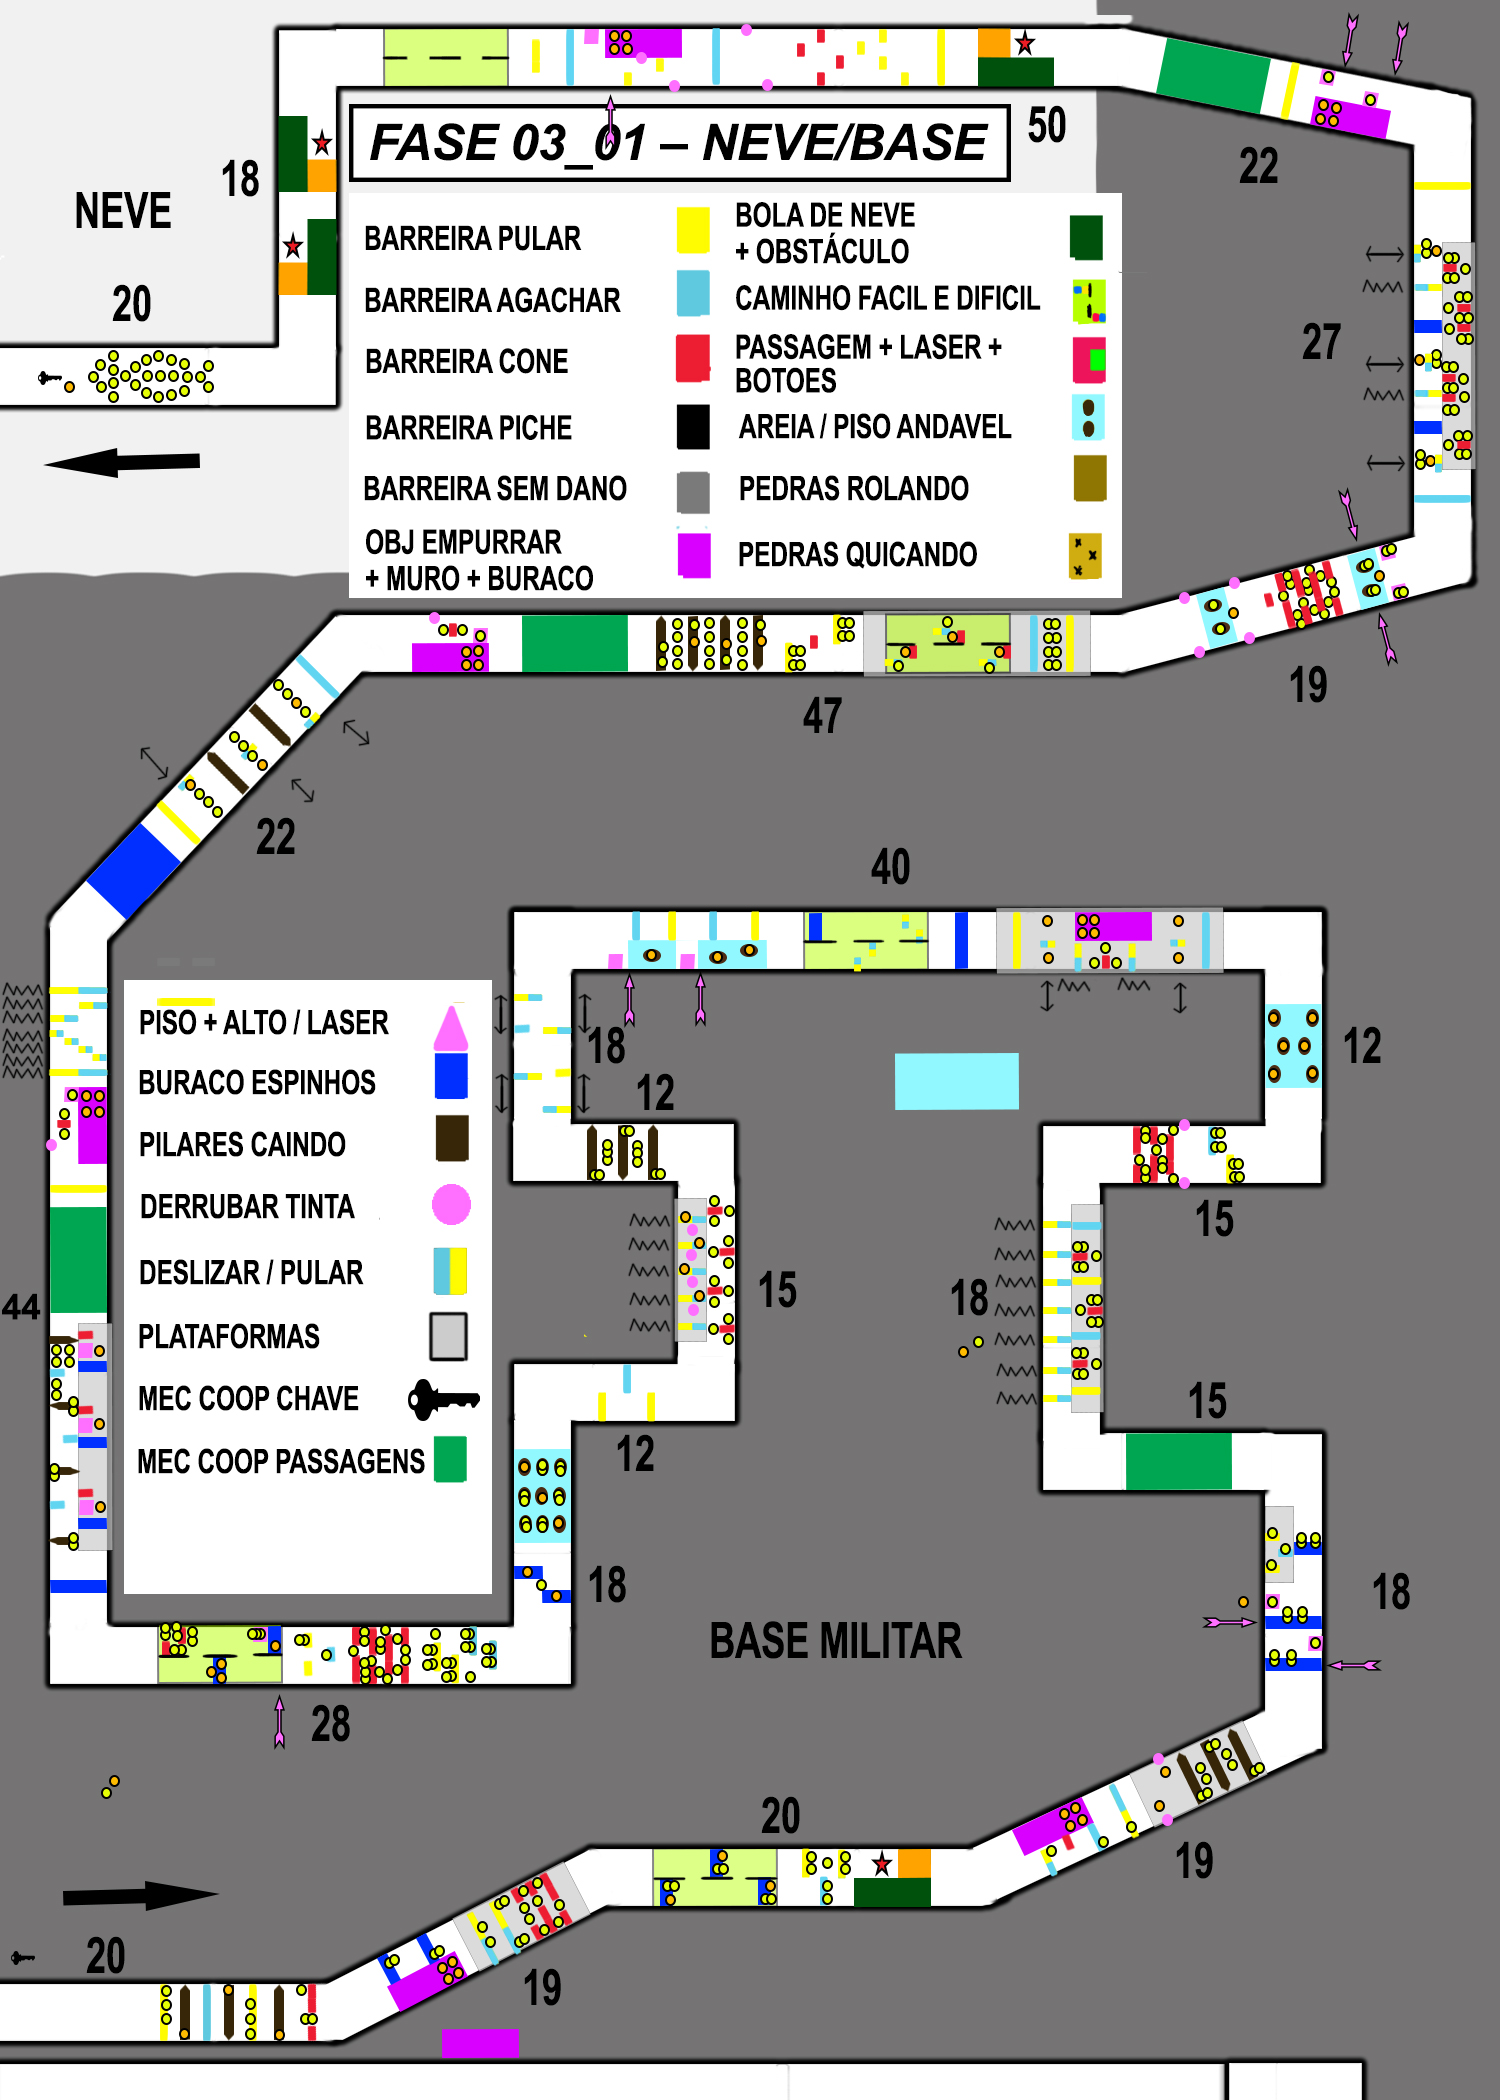 50
FASE 03_01 – NEVE/BASE
22
18
NEVE
20
BARREIRA PULAR
BOLA DE NEVE
+ OBSTÁCULO
BARREIRA AGACHAR
CAMINHO FACIL E DIFICIL
BARREIRA CONE
PASSAGEM + LASER +
BOTOES
BARREIRA PICHE
AREIA / PISO ANDAVEL
BARREIRA SEM DANO
PEDRAS ROLANDO
OBJ EMPURRAR
+ MURO + BURACO
PEDRAS QUICANDO
27
19
47
22
40
PISO + ALTO / LASER
BURACO ESPINHOS
PILARES CAINDO
DERRUBAR TINTA
DESLIZAR / PULAR
PLATAFORMAS
MEC COOP CHAVE
MEC COOP PASSAGENS
18
12
12
15
15
18
44
15
12
18
18
BASE MILITAR
28
20
19
20
19